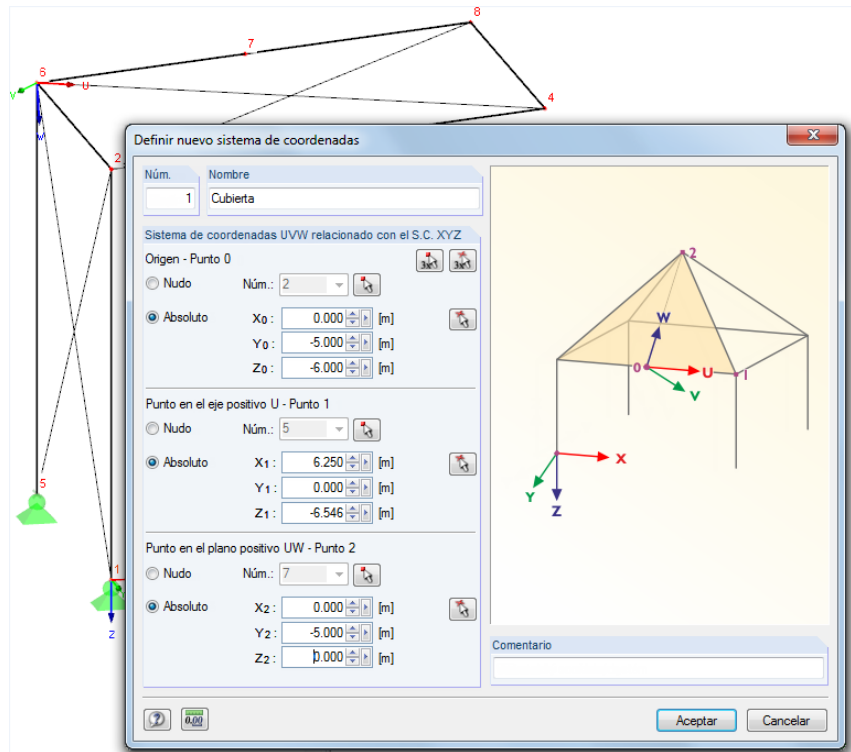 8
7
6
V
U
W
4
2
5
1
Z
Definir nuevo sistema de coordenadas
Núm.
Nombre
1
Cubierta
Sistema de coordenadas UVW relacionado con el S.C. XYZ
Origen - Punto 0
3x
3x
Nudo Núm.: 2
Absoluto X0 : 0.000 [m]
Y0 : -5.000 [m]
Z0 : -6.000 [m]
Punto en el eje positivo U - Punto 1
Nudo Núm.: 5
Absoluto X1 : 6.250 [m]
Y1 : 0.000 [m]
Z1 : -6.546 [m]
Punto en el plano positivo UW - Punto 2
Nudo Núm.: 7
Absoluto X2 : 0.000 [m]
Y2 : -5.000 [m]
Z2 : 0.000 [m]
2
W
0
U
1
V
X
Y
Z
Comentario
0.00
Aceptar
Cancelar